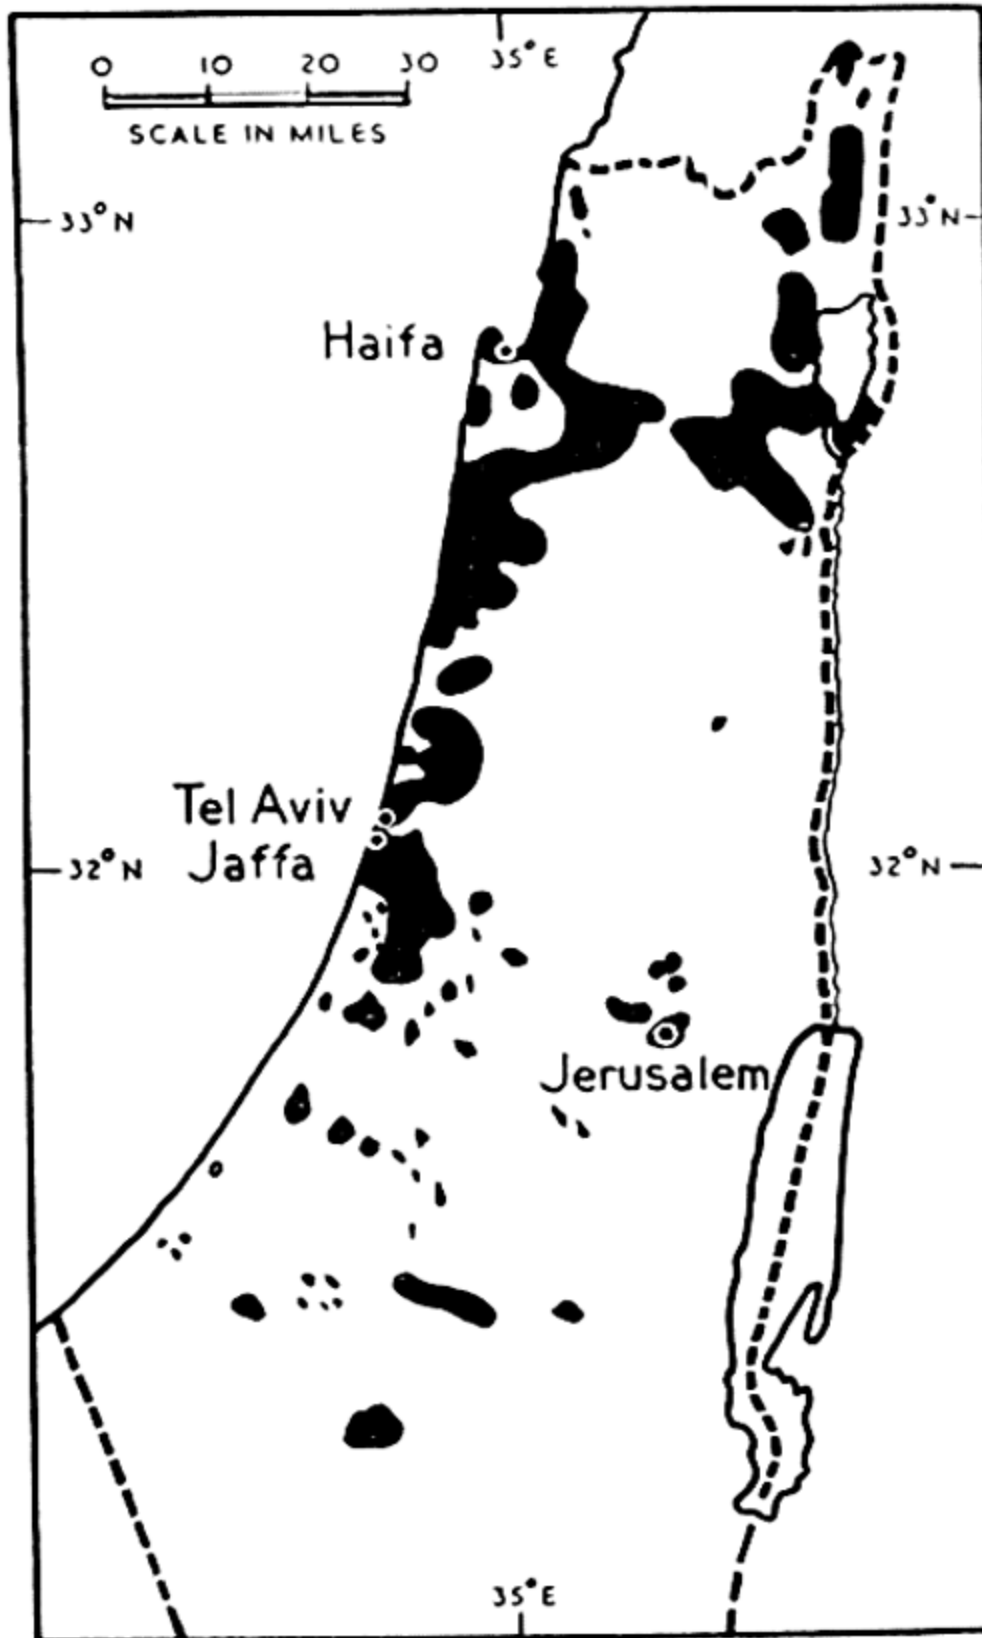 0 10 20 30
SCALE IN MILES
35° E
33° N
33° N
Haifa
Tel Aviv
Jaffa
32° N
32° N
Jerusalem
35° E